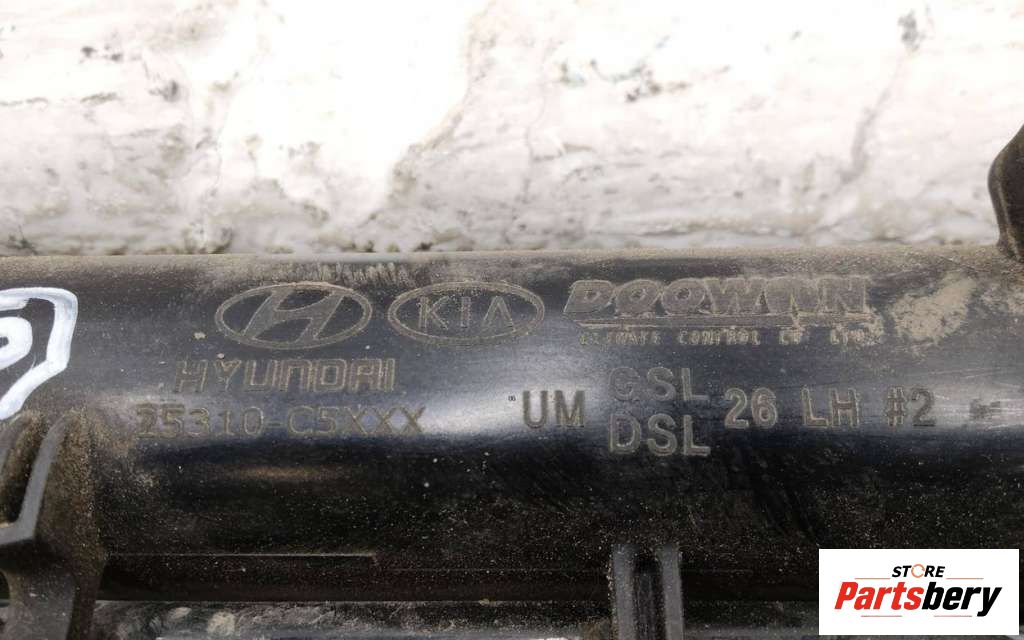 KIA
DOOWON
CLIMATE CONTROL CO LTD
HYUNDAI
25310-C5XXX
UM GSL 26 LH #2
DSL
STORE
Partsbery